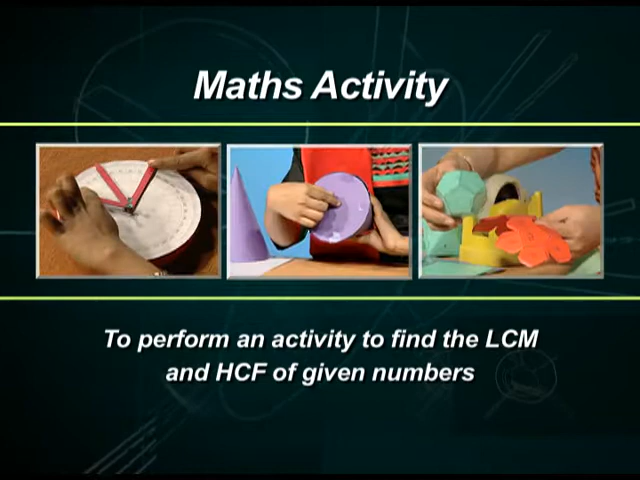 Maths Activity
To perform an activity to find the LCM
and HCF of given numbers